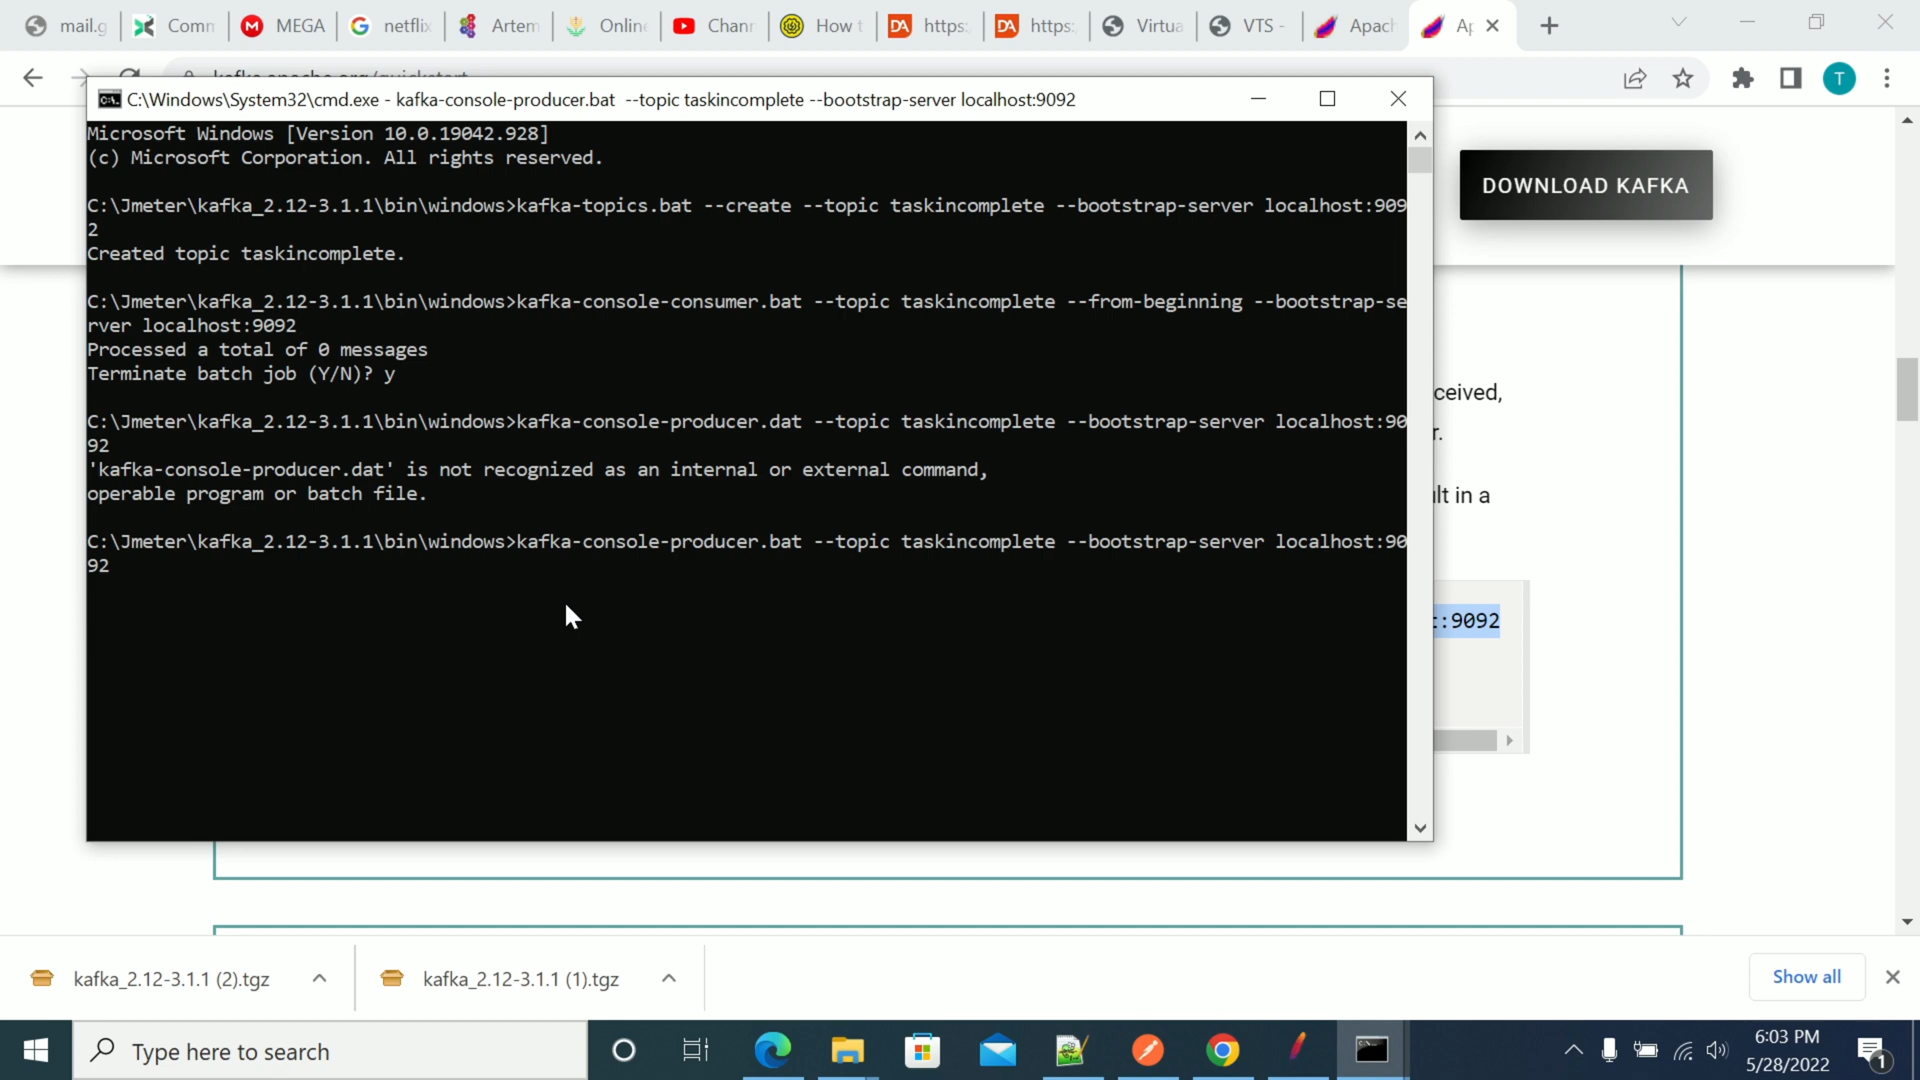 mail.g
Comm
MEGA
netflix
Artem
Online
Chann
How t
https:
https:
Virtua
VTS -
Apach
Ap
C:\Windows\System32\cmd.exe - kafka-console-producer.bat  --topic taskincomplete --bootstrap-server localhost:9092
T
DOWNLOAD KAFKA
Microsoft Windows [Version 10.0.19042.928]
(c) Microsoft Corporation. All rights reserved.
C:\Jmeter\kafka_2.12-3.1.1\bin\windows>kafka-topics.bat --create --topic taskincomplete --bootstrap-server localhost:909
2
Created topic taskincomplete.
C:\Jmeter\kafka_2.12-3.1.1\bin\windows>kafka-console-consumer.bat --topic taskincomplete --from-beginning --bootstrap-se
rver localhost:9092
Processed a total of 0 messages
Terminate batch job (Y/N)? y
C:\Jmeter\kafka_2.12-3.1.1\bin\windows>kafka-console-producer.dat --topic taskincomplete --bootstrap-server localhost:90
92
'kafka-console-producer.dat' is not recognized as an internal or external command,
operable program or batch file.
C:\Jmeter\kafka_2.12-3.1.1\bin\windows>kafka-console-producer.bat --topic taskincomplete --bootstrap-server localhost:90
92
ceived,
r.
ult in a
:9092
kafka_2.12-3.1.1 (2).tgz
kafka_2.12-3.1.1 (1).tgz
Show all
Type here to search
6:03 PM
5/28/2022
1